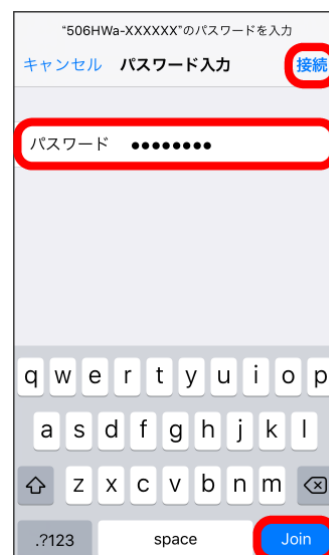 “506HWa-XXXXXX”のパスワードを入力
キャンセル パスワード入力 接続
パスワード ●●●●●●●●
q w e r t y u i o p
a s d f g h j k l
z x c v b n m
.?123 space Join